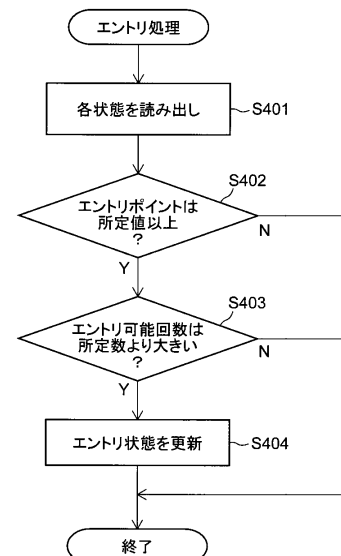 エントリ処理
各状態を読み出し
S401
S402
エントリポイントは
所定値以上
?
N
Y
S403
エントリ可能回数は
所定数より大きい
?
N
Y
エントリ状態を更新
S404
終了